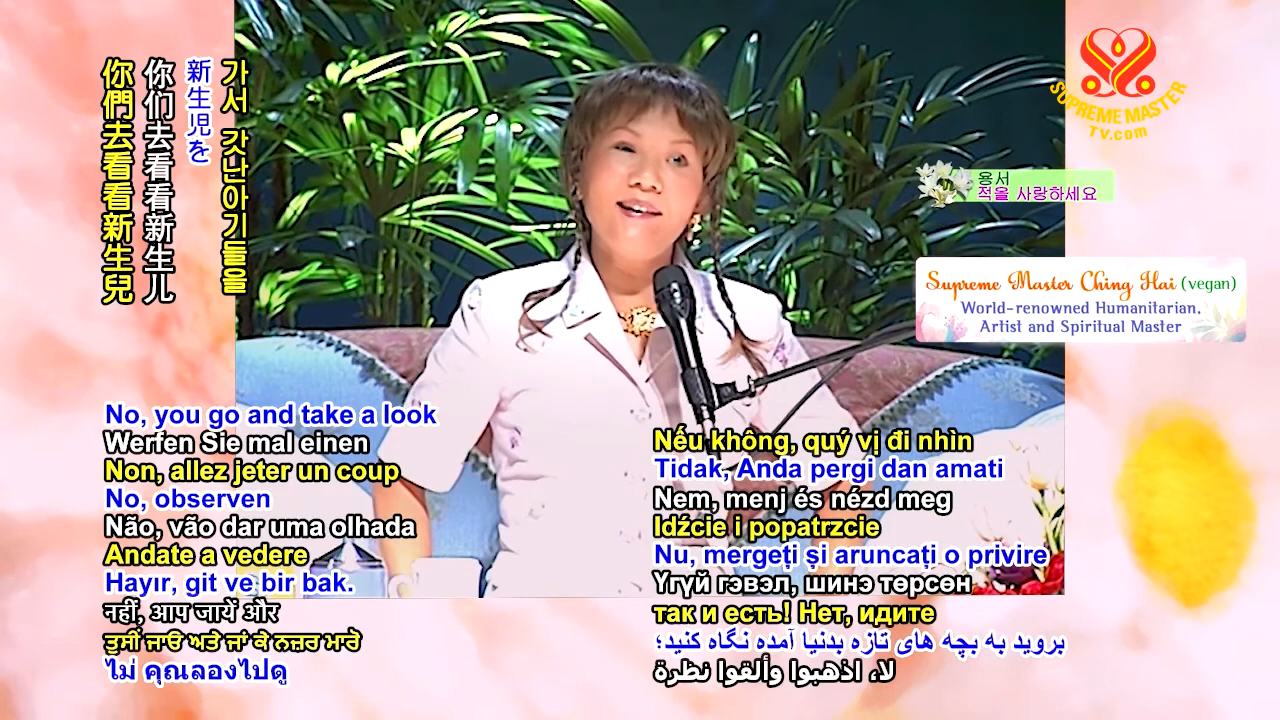 你們去看看新生兒
你们去看看新生儿
新生児を
가서 갓난아기들을
SUPREME MASTER
TV.com
용서
적을 사랑하세요
Supreme Master Ching Hai (vegan)
World-renowned Humanitarian,
Artist and Spiritual Master
No, you go and take a look
Werfen Sie mal einen
Non, allez jeter un coup
No, observen
Não, vão dar uma olhada
Andate a vedere
Hayır, git ve bir bak.
नहीं, आप जायें और
ਤੁਸੀਂ ਜਾਓ ਅਤੇ ਜਾਂ ਕੇ ਨਜ਼ਰ ਮਾਰੋ
ไม่ คุณลองไปดู
Nếu không, quý vị đi nhìn
Tidak, Anda pergi dan amati
Nem, menj és nézd meg
Idźcie i popatrzcie
Nu, mergeți și aruncați o privire
Үгүй гэвэл, шинэ төрсөн
так и есть! Нет, идите
بروید به بچه های تازه بدنیا آمده نگاه کنید؛
لا، اذهبوا وألقوا نظرة